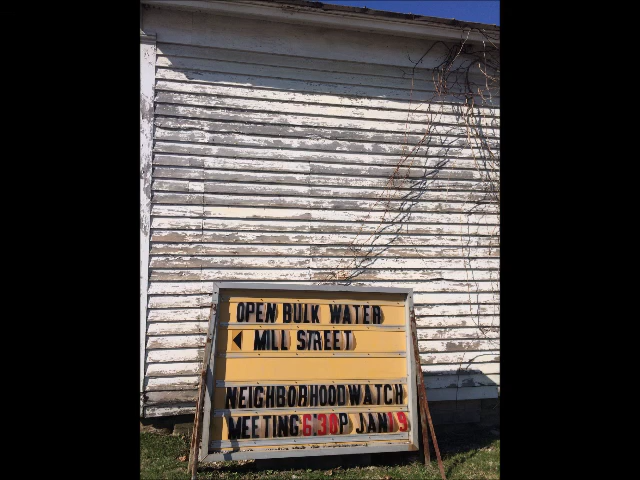 OPEN BULK WATER
◄ MILL STREET
NEIGHBORHOOD WATCH
MEETING 6:30P JAN 19